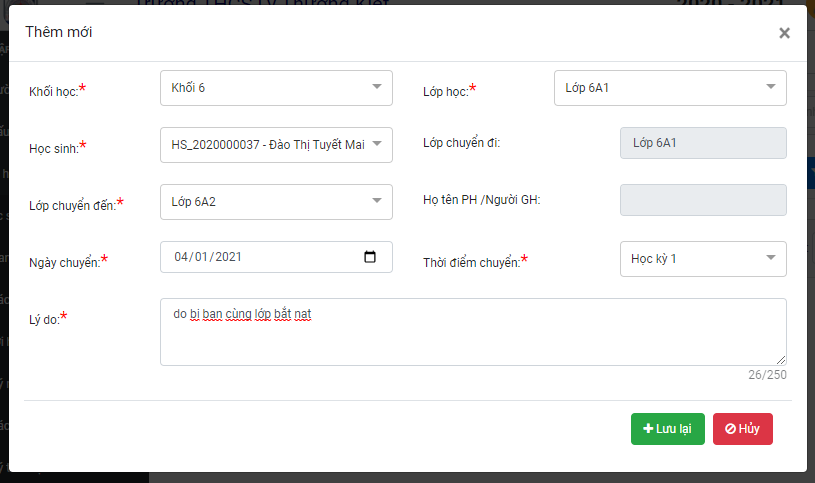 Thêm mới
×
Khối học:* Khối 6 Lớp học:* Lớp 6A1
Học sinh:* HS_2020000037 - Đào Thị Tuyết Mai Lớp chuyển đi: Lớp 6A1
Lớp chuyển đến:* Lớp 6A2 Họ tên PH /Người GH:
Ngày chuyển:* 04/01/2021 Thời điểm chuyển:* Học kỳ 1
Lý do:* do bị bạn cùng lớp bắt nạt
26/250
Lưu lại Hủy